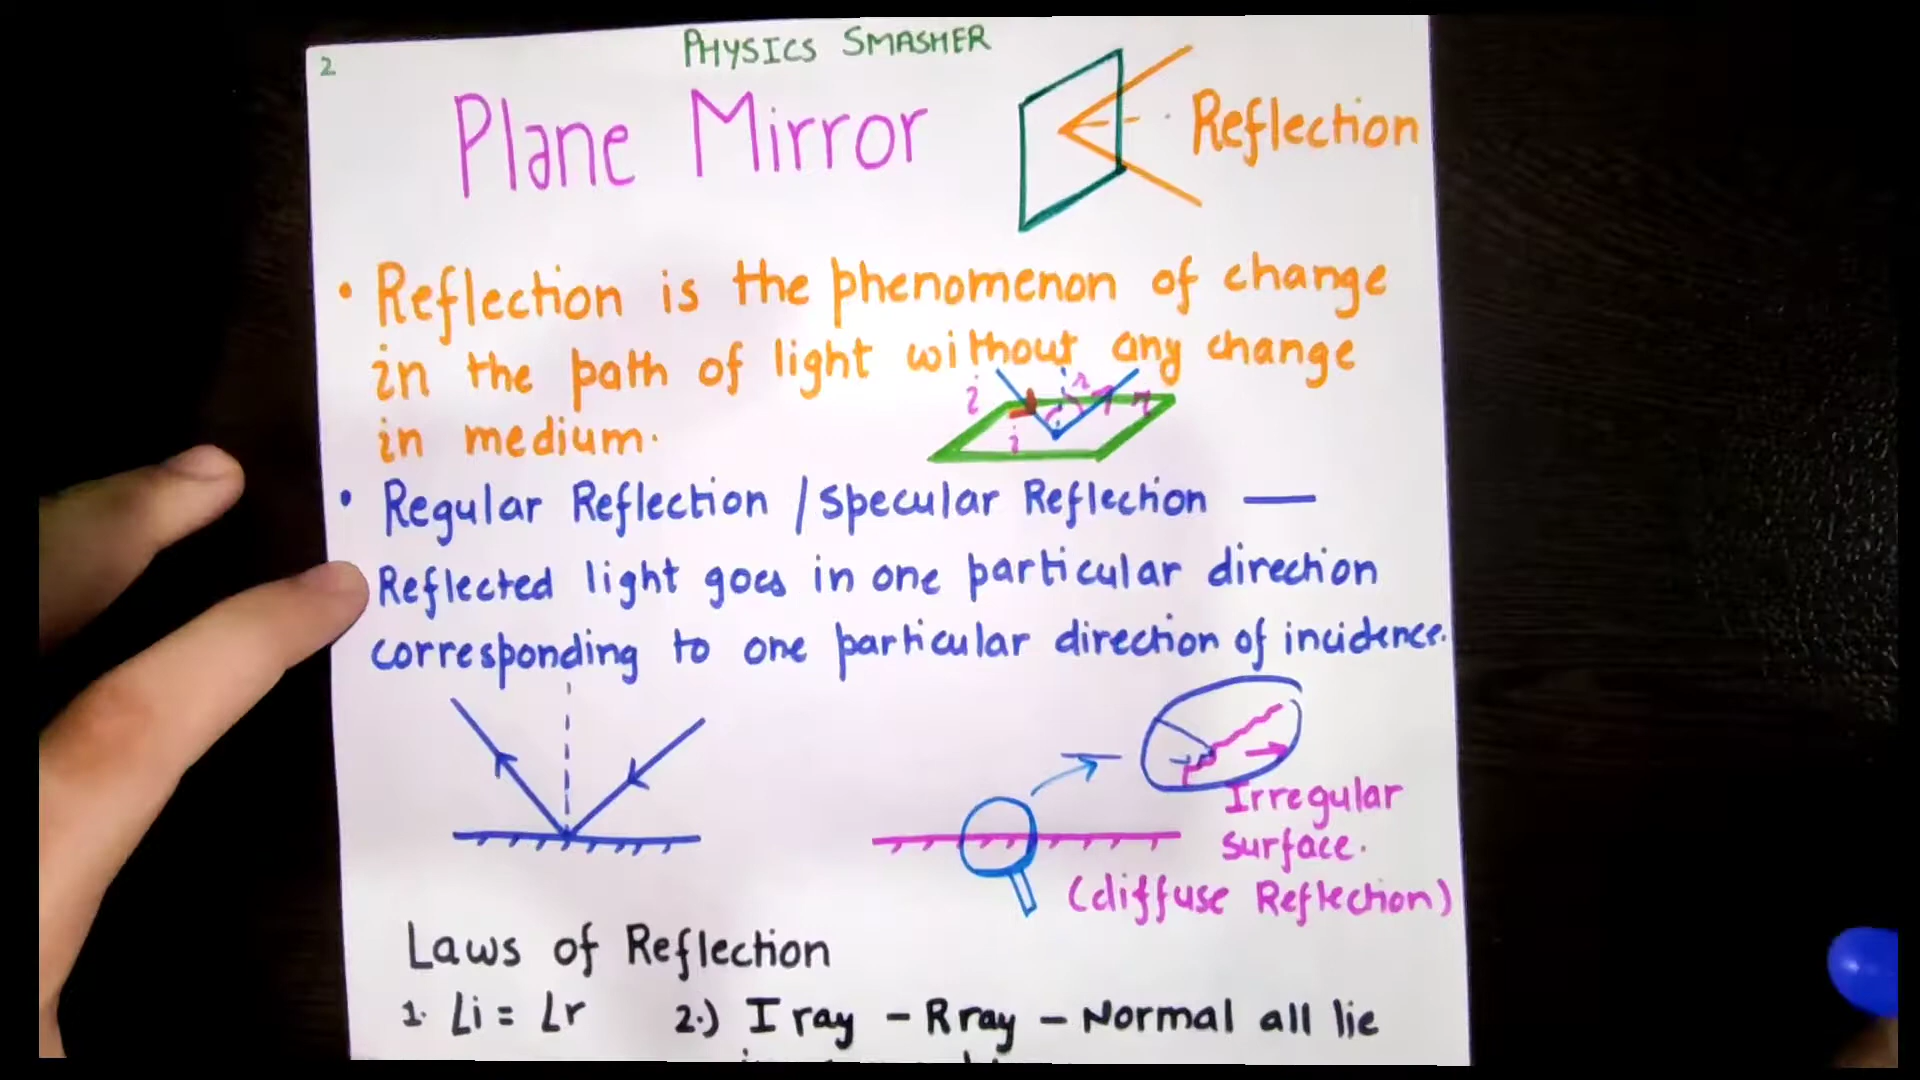 2
PHYSICS SMASHER
Plane Mirror
Reflection
• Reflection is the phenomenon of change
in the path of light without any change
in medium.
i r r
i
• Regular Reflection / Specular Reflection —
Reflected light goes in one particular direction
corresponding to one particular direction of incidence.
Irregular
surface.
(diffuse Reflection)
Laws of Reflection
1. Li = Lr 2.) I ray - R ray - Normal all lie